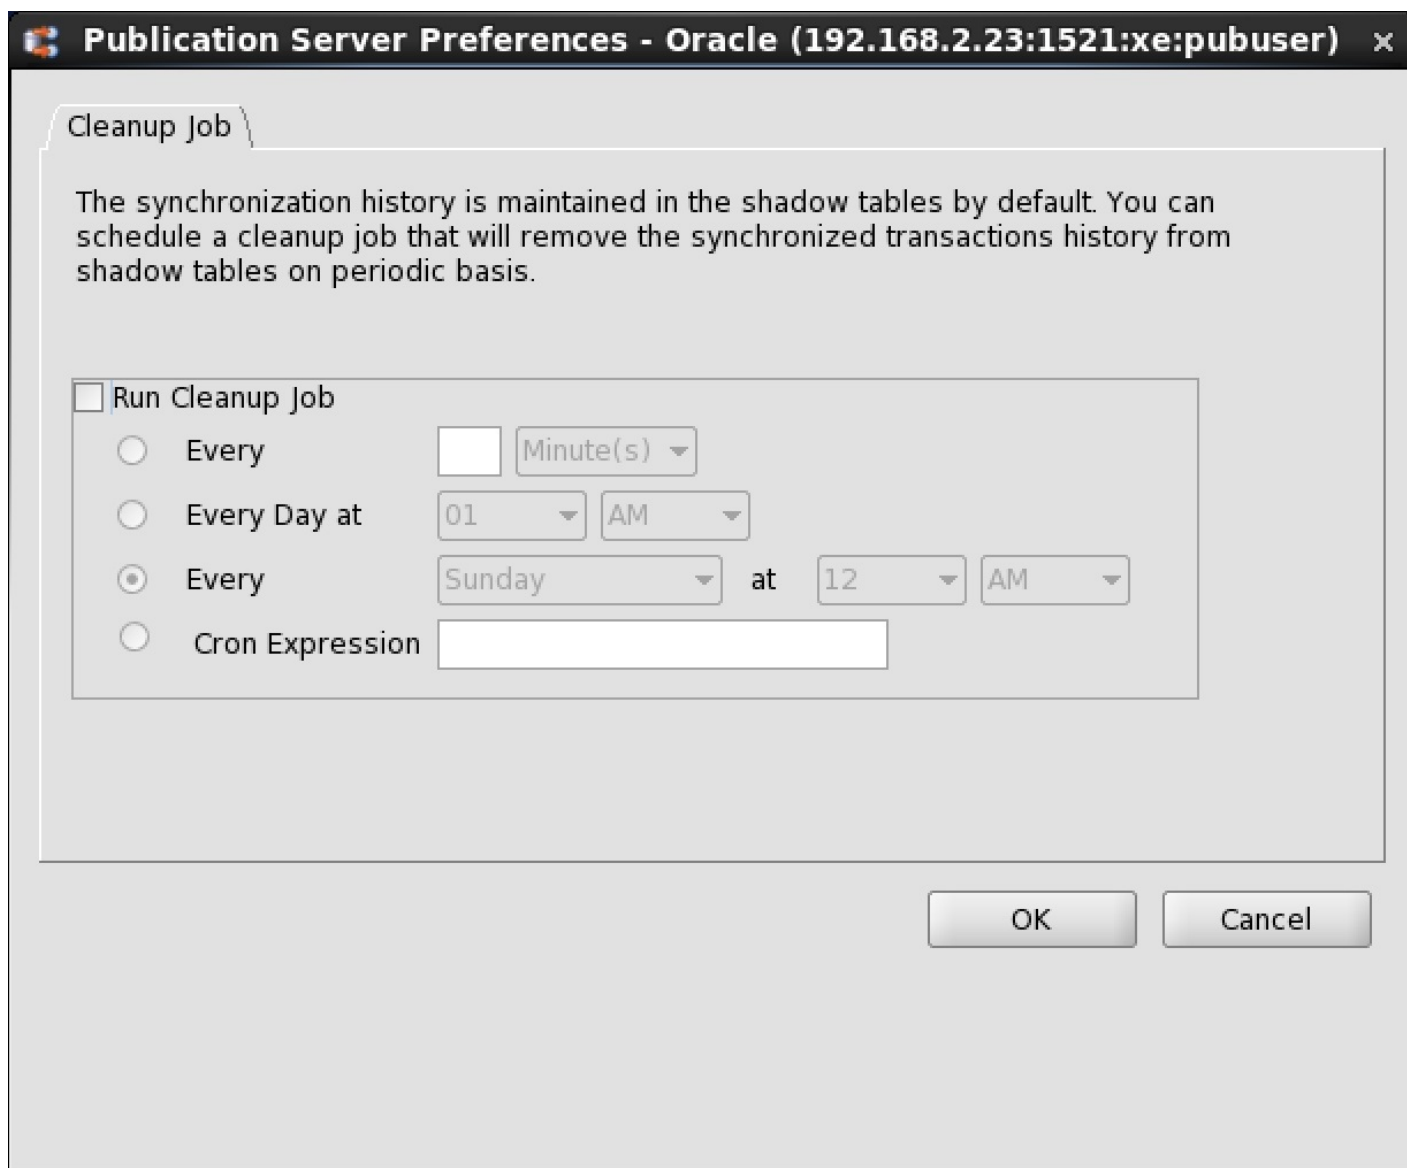 Publication Server Preferences - Oracle (192.168.2.23:1521:xe:pubuser) x
Cleanup Job
The synchronization history is maintained in the shadow tables by default. You can
schedule a cleanup job that will remove the synchronized transactions history from
shadow tables on periodic basis.
Run Cleanup Job
Every Minute(s)
Every Day at 01 AM
Every Sunday at 12 AM
Cron Expression
OK Cancel